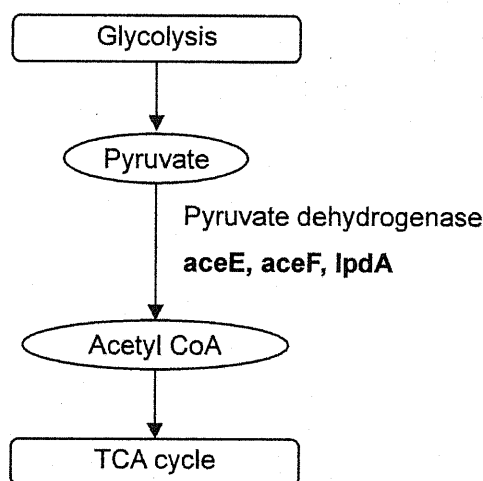 Glycolysis
Pyruvate
Pyruvate dehydrogenase
aceE, aceF, lpdA
Acetyl CoA
TCA cycle